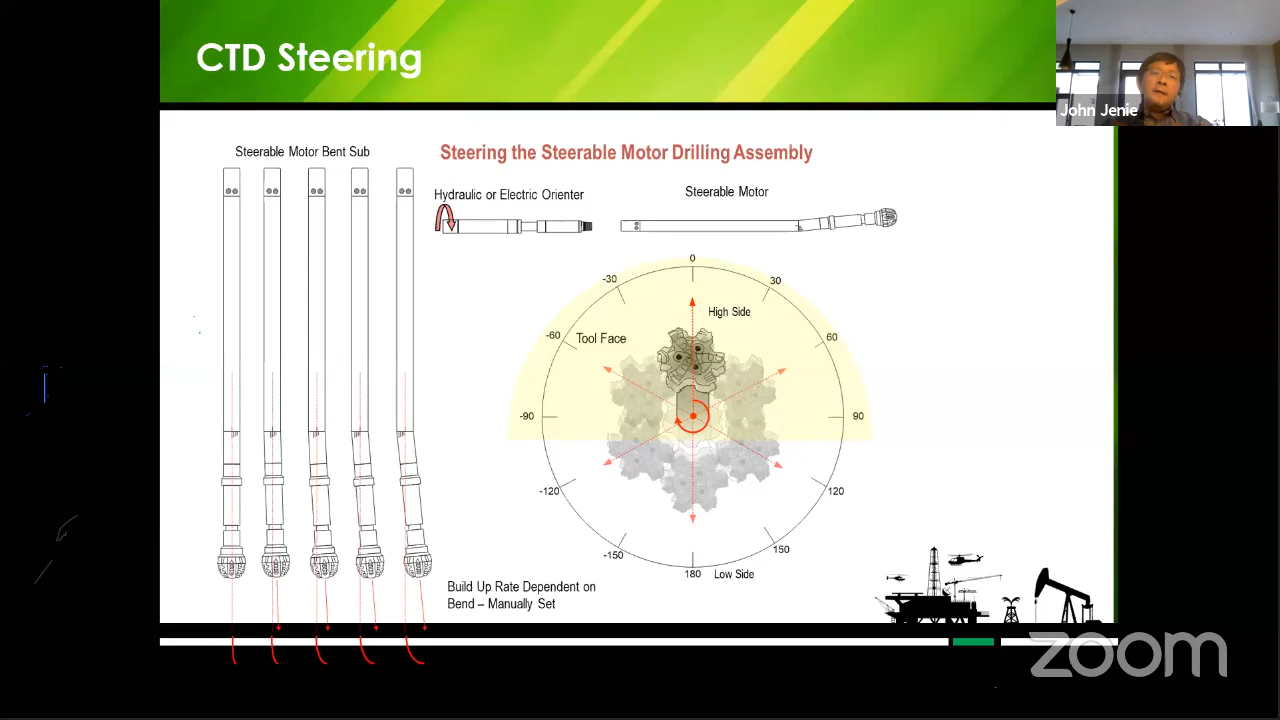 CTD Steering
John Jenie
Steerable Motor Bent Sub
Steering the Steerable Motor Drilling Assembly
Hydraulic or Electric Orienter
Steerable Motor
0
-30
30
High Side
-60
Tool Face
60
-90
90
-120
120
-150
150
180
Low Side
Build Up Rate Dependent on
Bend – Manually Set
zoom